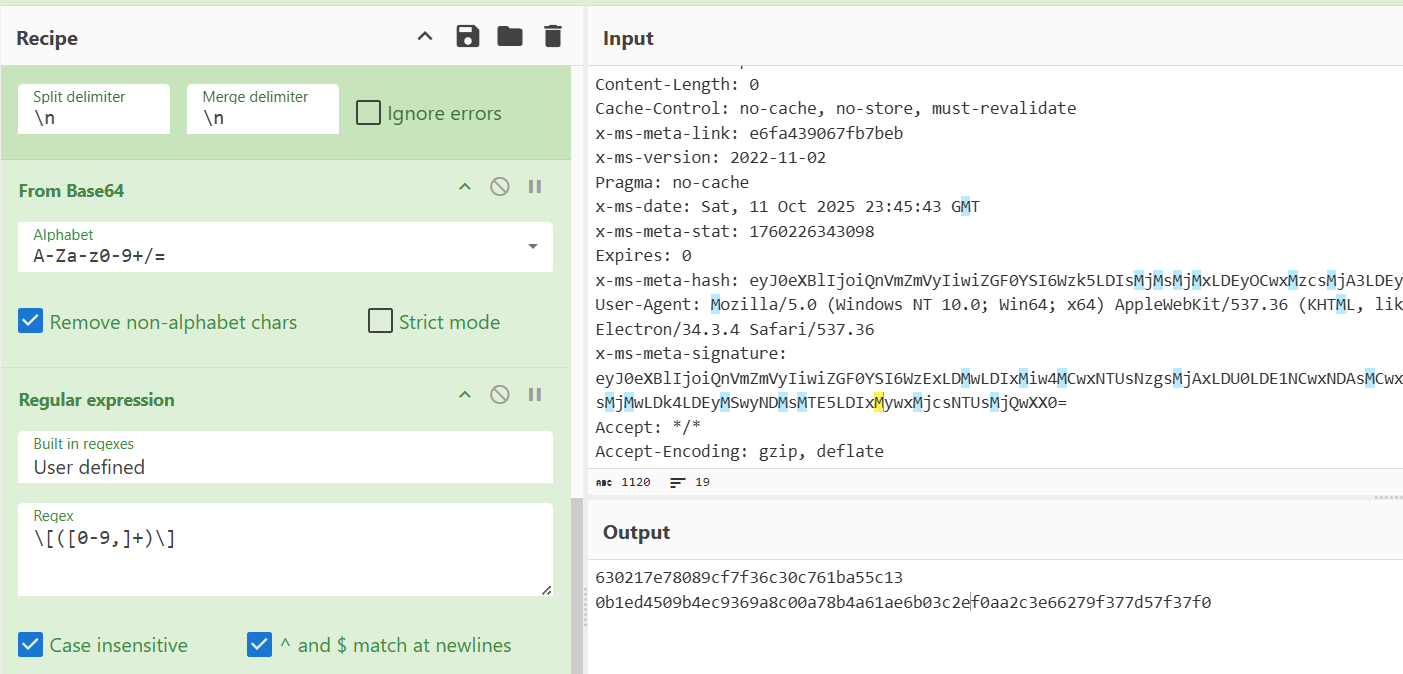 Recipe
Split delimiter
\n
Merge delimiter
\n
Ignore errors
From Base64
Alphabet
A-Za-z0-9+/=
Remove non-alphabet chars
Strict mode
Regular expression
Built in regexes
User defined
Regex
\[([0-9,]+)\]
Case insensitive
^ and $ match at newlines
Input
Content-Length: 0
Cache-Control: no-cache, no-store, must-revalidate
x-ms-meta-link: e6fa439067fb7beb
x-ms-version: 2022-11-02
Pragma: no-cache
x-ms-date: Sat, 11 Oct 2025 23:45:43 GMT
x-ms-meta-stat: 1760226343098
Expires: 0
x-ms-meta-hash: eyJ0eXBlIjoiQnVmZmVyIiwiZGF0YSI6Wzk5LDIsMjMsMjMxLDEyOCwxMzcsMjA3LDEy
User-Agent: Mozilla/5.0 (Windows NT 10.0; Win64; x64) AppleWebKit/537.36 (KHTML, lik
Electron/34.3.4 Safari/537.36
x-ms-meta-signature:
eyJ0eXBlIjoiQnVmZmVyIiwiZGF0YSI6WzExLDMwLDIxMiw4MCwxNTUsNzgsMjAxLDU0LDE1NCwxNDAsMCwx
sMjMwLDk4LDEyMSwyNDMsMTE5LDIxMywxMjcsNTUsMjQwXX0=
Accept: */*
Accept-Encoding: gzip, deflate
ABC 1120
19
Output
630217e78089cf7f36c30c761ba55c13
0b1ed4509b4ec9369a8c00a78b4a61ae6b03c2ef0aa2c3e66279f377d57f37f0